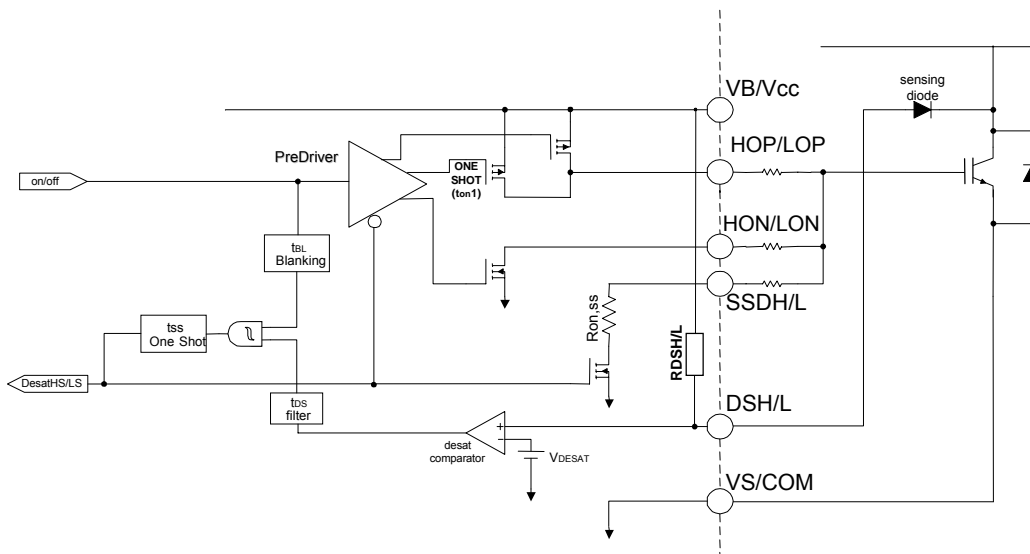 sensing
diode
VB/Vcc
HOP/LOP
PreDriver
ONE
SHOT
(ton1)
on/off
HON/LON
tBL
Blanking
SSDH/L
Ron,ss
tss
One Shot
RDSH/L
DesatHS/LS
tDS
filter
DSH/L
+
-
desat
comparator
VDESAT
VS/COM